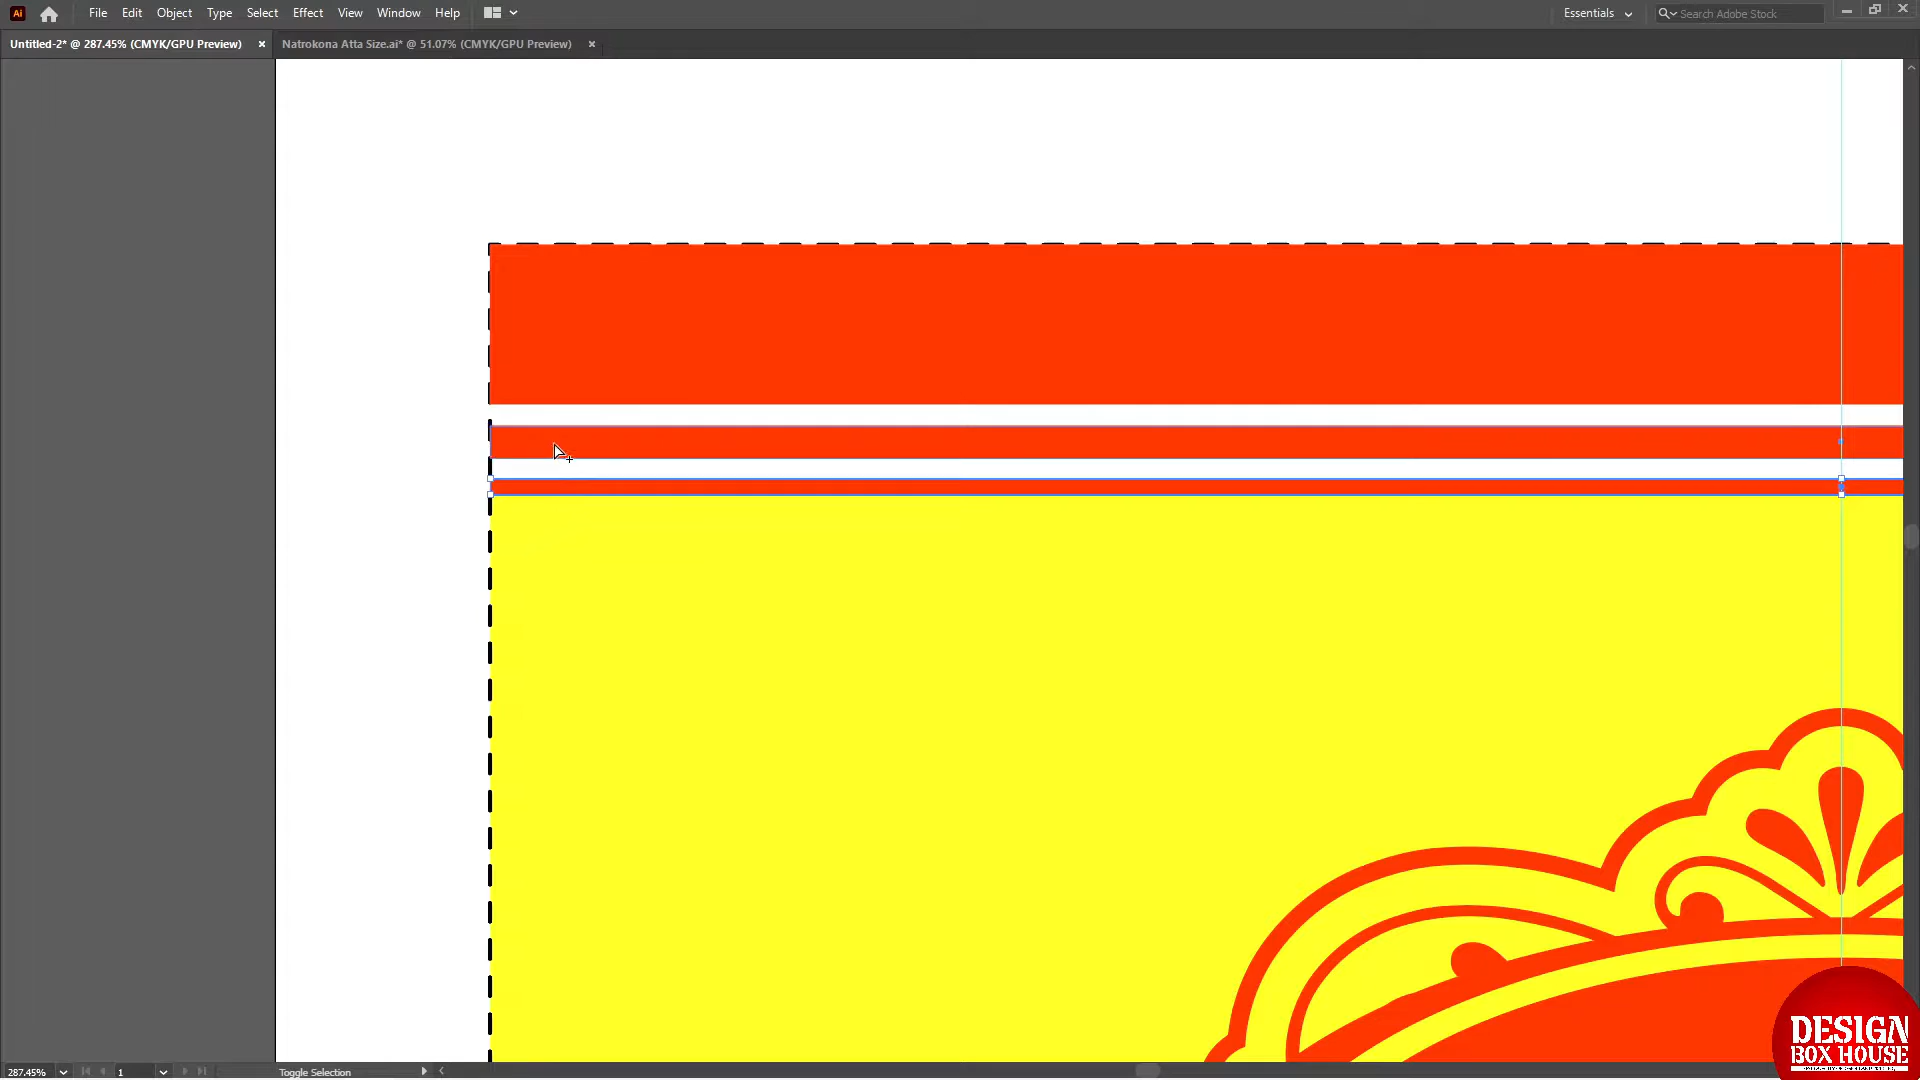 Ai File Edit Object Type Select Effect View Window Help Essentials Search Adobe Stock
Untitled-2* @ 287.45% (CMYK/GPU Preview) Natrokona Atta Size.ai* @ 51.07% (CMYK/GPU Preview)
DESIGN
BOX HOUSE
287.45% 1 Toggle Selection